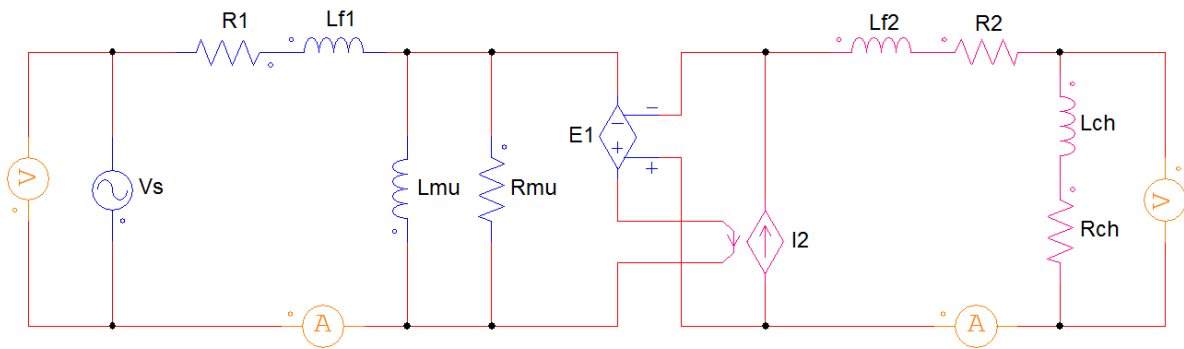 R1
Lf1
Lf2
R2
E1
−
−
+
+
Lch
V
Vs
Lmu
Rmu
V
I2
Rch
A
A